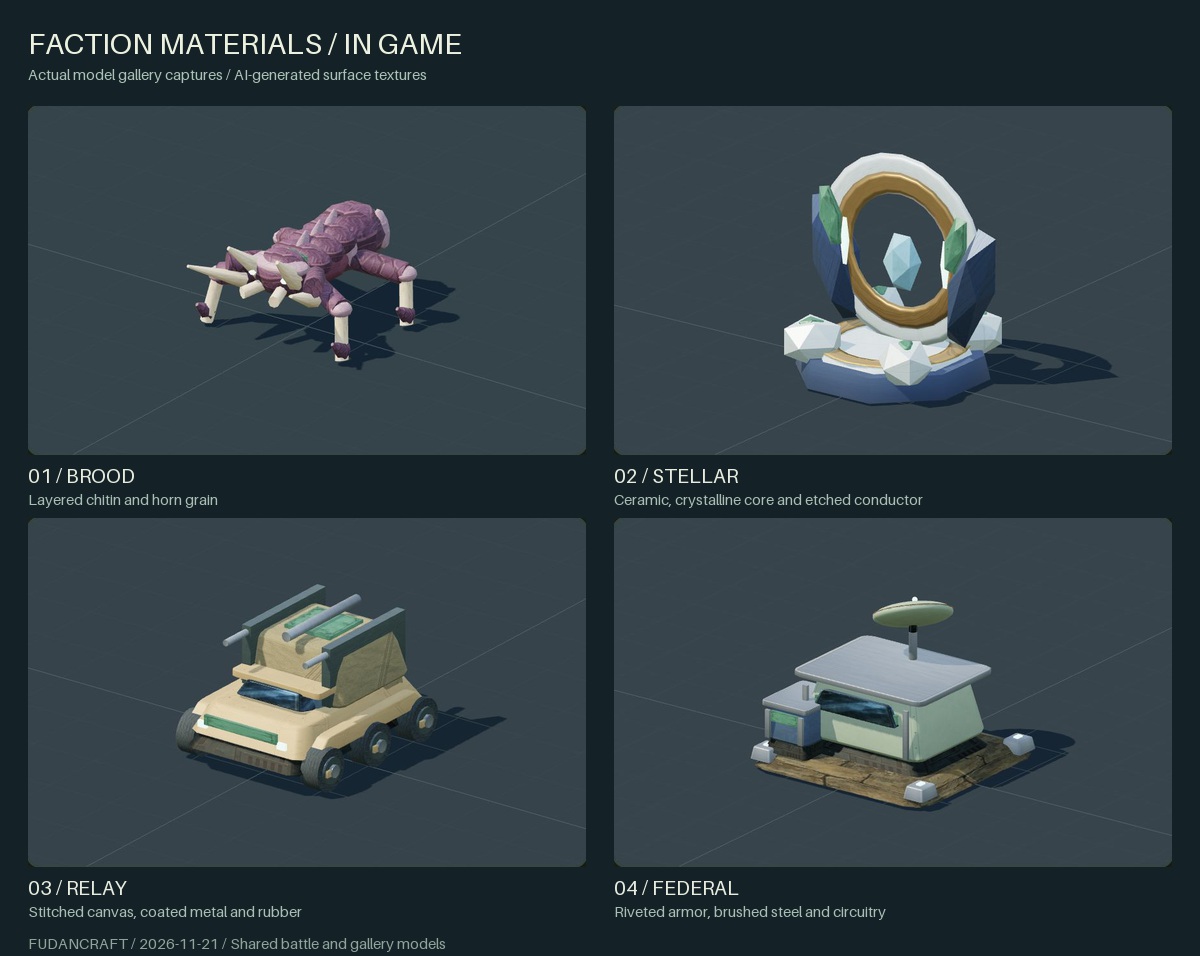 FACTION MATERIALS / IN GAME
Actual model gallery captures / AI-generated surface textures
01 / BROOD
Layered chitin and horn grain
02 / STELLAR
Ceramic, crystalline core and etched conductor
03 / RELAY
Stitched canvas, coated metal and rubber
04 / FEDERAL
Riveted armor, brushed steel and circuitry
FUDANCRAFT / 2026-11-21 / Shared battle and gallery models